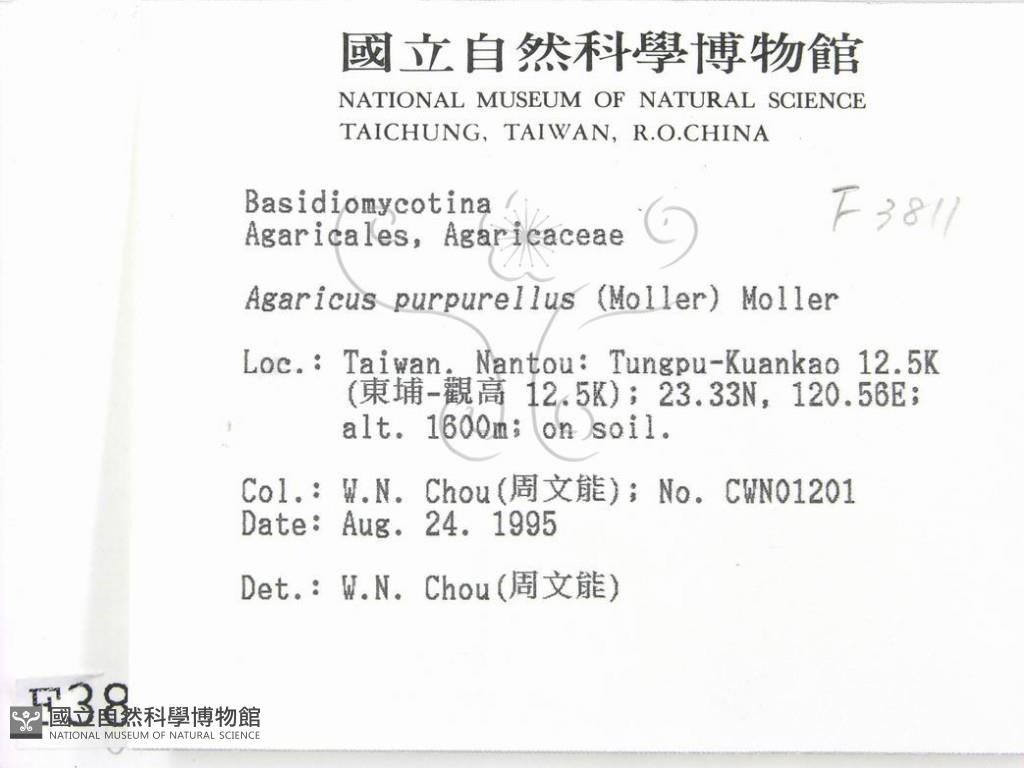 國立自然科學博物館
NATIONAL MUSEUM OF NATURAL SCIENCE
TAICHUNG, TAIWAN, R.O.CHINA
Basidiomycotina
F3811
Agaricales, Agaricaceae
Agaricus purpurellus (Moller) Moller
Loc.: Taiwan. Nantou: Tungpu-Kuankao 12.5K
(東埔-觀高 12.5K); 23.33N, 120.56E;
alt. 1600m; on soil.
Col.: W.N. Chou(周文能); No. CWN01201
Date: Aug. 24. 1995
Det.: W.N. Chou(周文能)
F38
國立自然科學博物館
NATIONAL MUSEUM OF NATURAL SCIENCE